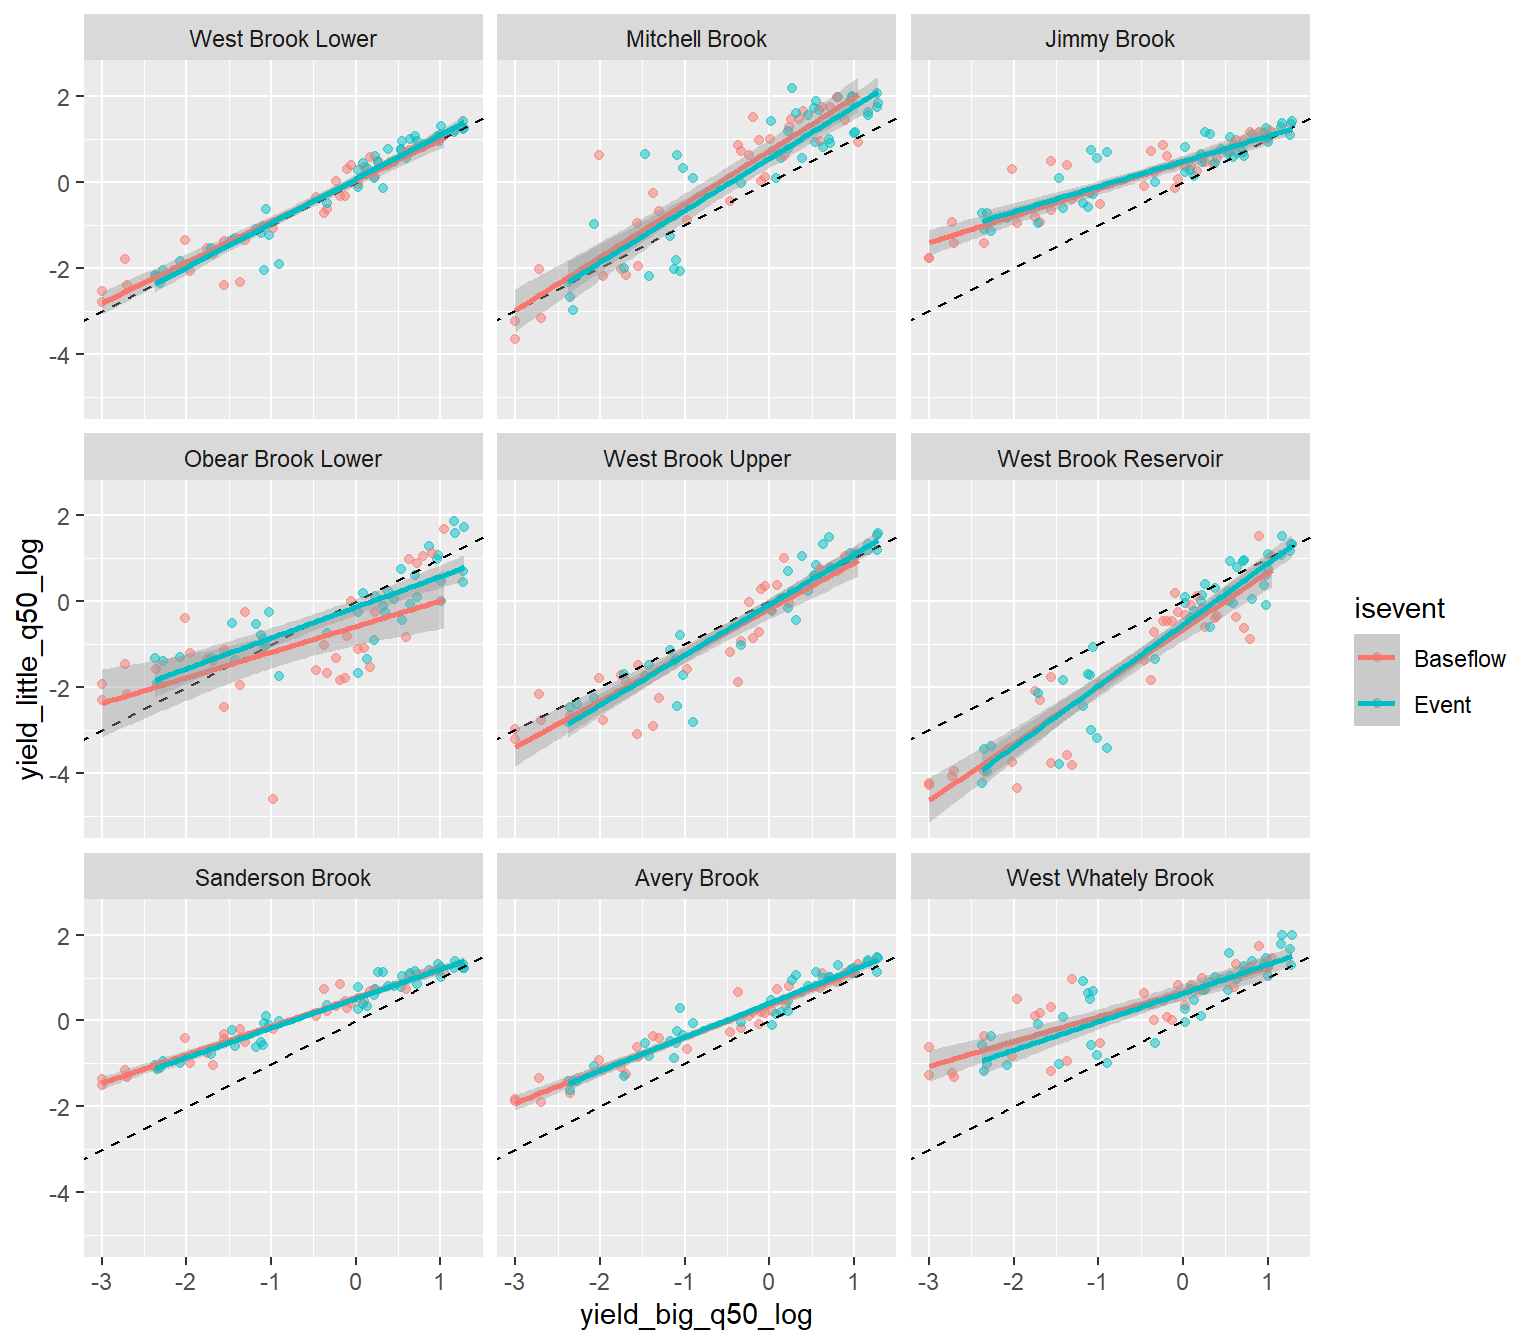 West Brook Lower
Mitchell Brook
Jimmy Brook
2
0
-2
-4
Obear Brook Lower
West Brook Upper
West Brook Reservoir
2
0
-2
-4
yield_little_q50_log
isevent
Baseflow
Event
Sanderson Brook
Avery Brook
West Whately Brook
2
0
-2
-4
-3 -2 -1 0 1
-3 -2 -1 0 1
-3 -2 -1 0 1
yield_big_q50_log